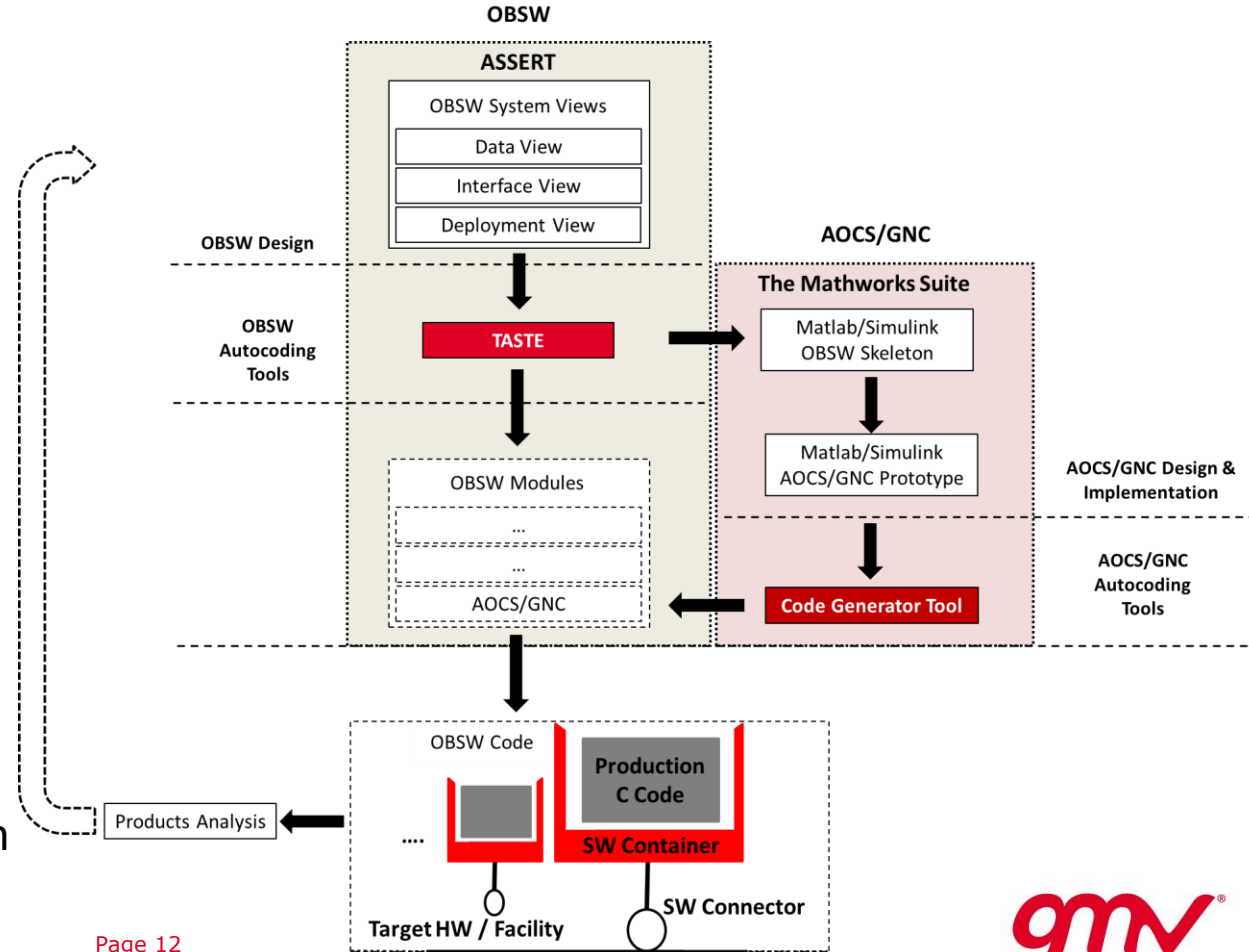 OBSW
ASSERT
OBSW System Views
Data View
Interface View
Deployment View
OBSW Design
AOCS/GNC
The Mathworks Suite
OBSW
Autocoding
Tools
TASTE
Matlab/Simulink
OBSW Skeleton
Matlab/Simulink
AOCS/GNC Prototype
AOCS/GNC Design &
Implementation
OBSW Modules
...
...
AOCS/GNC
Code Generator Tool
AOCS/GNC
Autocoding
Tools
OBSW Code
Production
C Code
SW Container
....
Products Analysis
n
SW Connector
Target HW / Facility
Page 12
gmv®